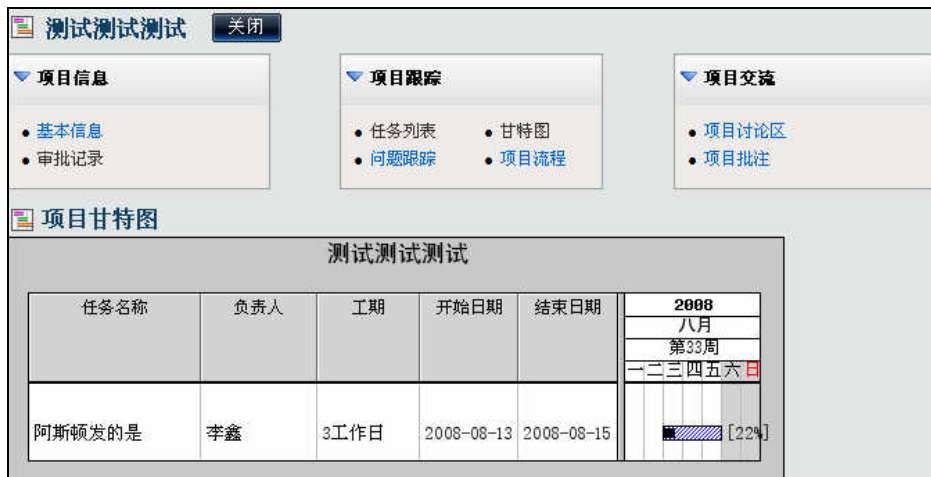 测试测试测试 关闭
项目信息 项目跟踪 项目交流
基本信息 任务列表 甘特图 项目讨论区
审批记录 问题跟踪 项目流程 项目批注
项目甘特图
测试测试测试
任务名称 负责人 工期 开始日期 结束日期 2008
八月
第33周
一 二 三 四 五 六 日
阿斯顿发的是 李鑫 3工作日 2008-08-13 2008-08-15 [22%]